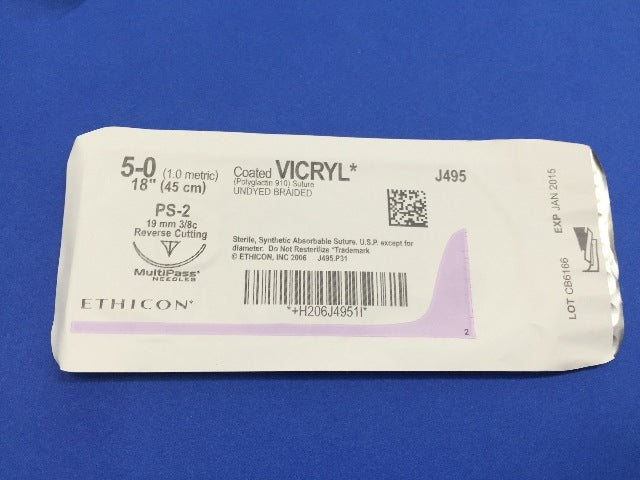 5-0 (1.0 metric)
18" (45 cm)
PS-2
19 mm 3/8c
Reverse Cutting
MultiPass*
NEEDLES
ETHICON*
Coated VICRYL*
(Polyglactin 910) Suture
UNDYED BRAIDED
J495
Sterile, Synthetic Absorbable Suture, U.S.P. except for
diameter. Do Not Resterilize *Trademark
© ETHICON, INC 2006 J495.P31
*+H206J4951I*
2
LOT CB6166 EXP JAN 2015